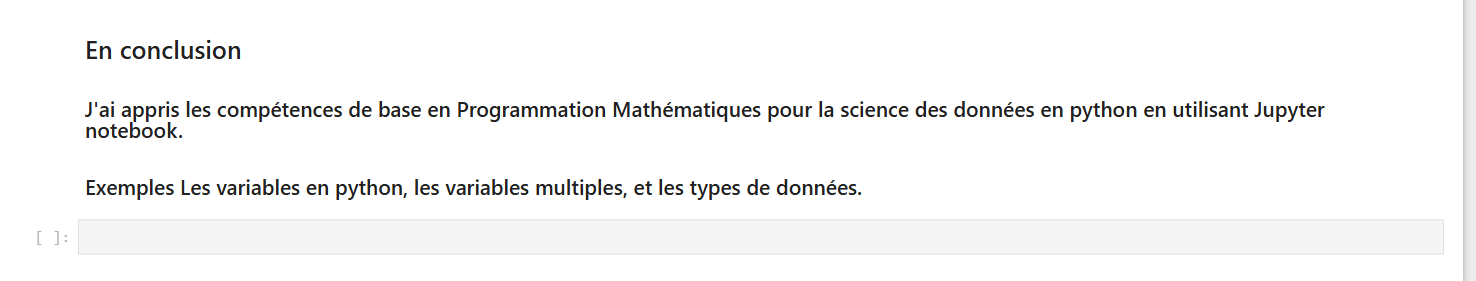 En conclusion
J'ai appris les compétences de base en Programmation Mathématiques pour la science des données en python en utilisant Jupyter
notebook.
Exemples Les variables en python, les variables multiples, et les types de données.
[ ]: